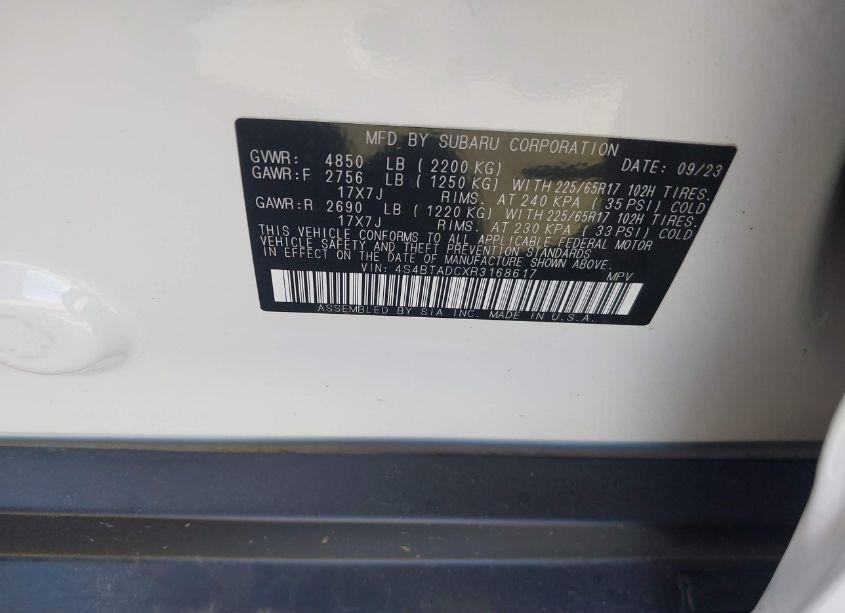 MFD BY SUBARU CORPORATION
GVWR: 4850 LB ( 2200 KG) DATE: 09/23
GAWR:F 2756 LB ( 1250 KG) WITH 225/65R17 102H TIRES.
17X7J RIMS. AT 240 KPA ( 35 PSI) COLD
GAWR:R 2690 LB ( 1220 KG) WITH 225/65R17 102H TIRES.
17X7J RIMS. AT 230 KPA ( 33 PSI) COLD
THIS VEHICLE CONFORMS TO ALL APPLICABLE FEDERAL MOTOR
VEHICLE SAFETY AND THEFT PREVENTION STANDARDS
IN EFFECT ON THE DATE OF MANUFACTURE SHOWN ABOVE.
VIN: 4S4BTADCXR3168617 MPV
ASSEMBLED BY SIA INC. MADE IN U.S.A.